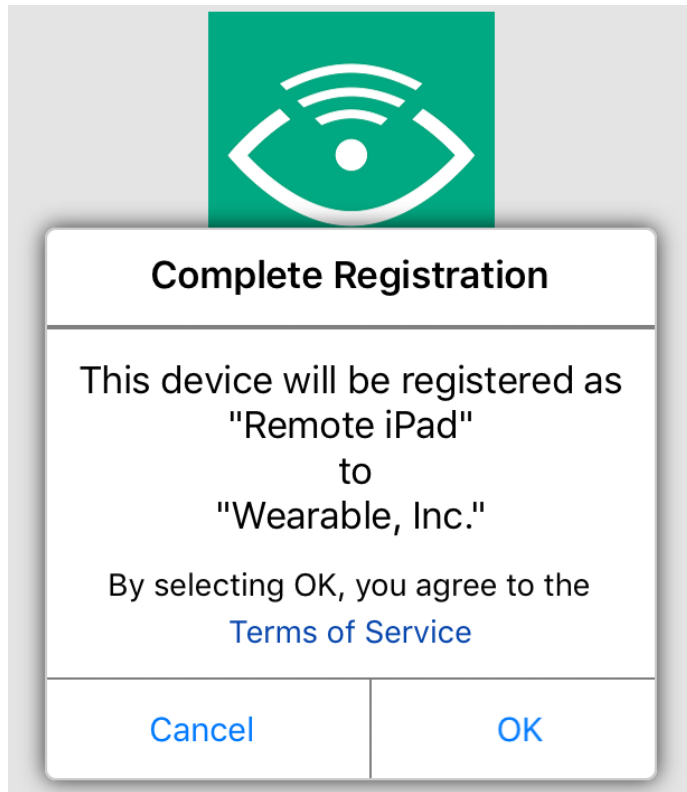 Complete Registration
This device will be registered as
"Remote iPad"
to
"Wearable, Inc."
By selecting OK, you agree to the
Terms of Service
Cancel
OK